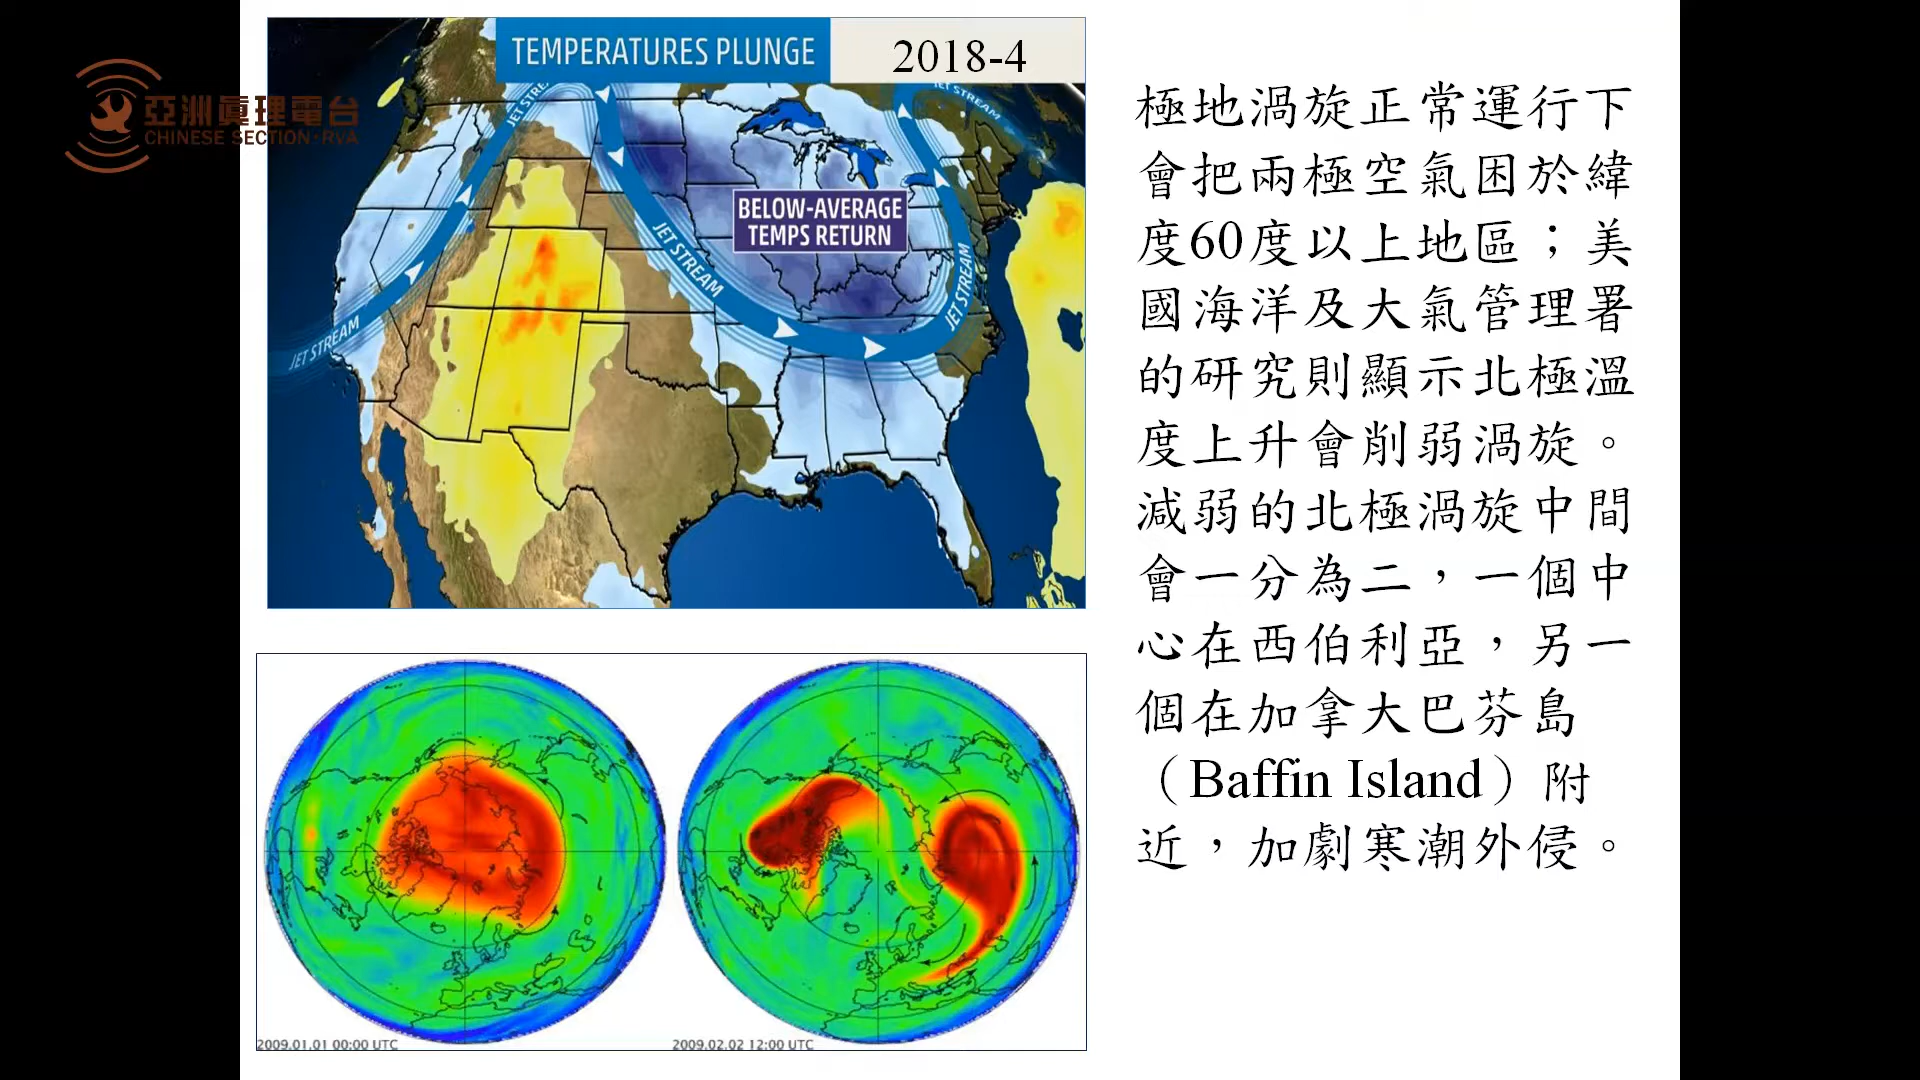 亞洲眞理電台
CHINESE SECTION·RVA
TEMPERATURES PLUNGE
2018-4
JET STREAM
BELOW-AVERAGE
TEMPS RETURN
JET STREAM
JET STREAM
JET STREAM
極地渦旋正常運行下
會把兩極空氣困於緯
度60度以上地區；美
國海洋及大氣管理署
的研究則顯示北極溫
度上升會削弱渦旋。
減弱的北極渦旋中間
會一分為二，一個中
心在西伯利亞，另一
個在加拿大巴芬島
（Baffin Island）附
近，加劇寒潮外侵。
2009.01.01 00:00 UTC
2009.02.02 12:00 UTC